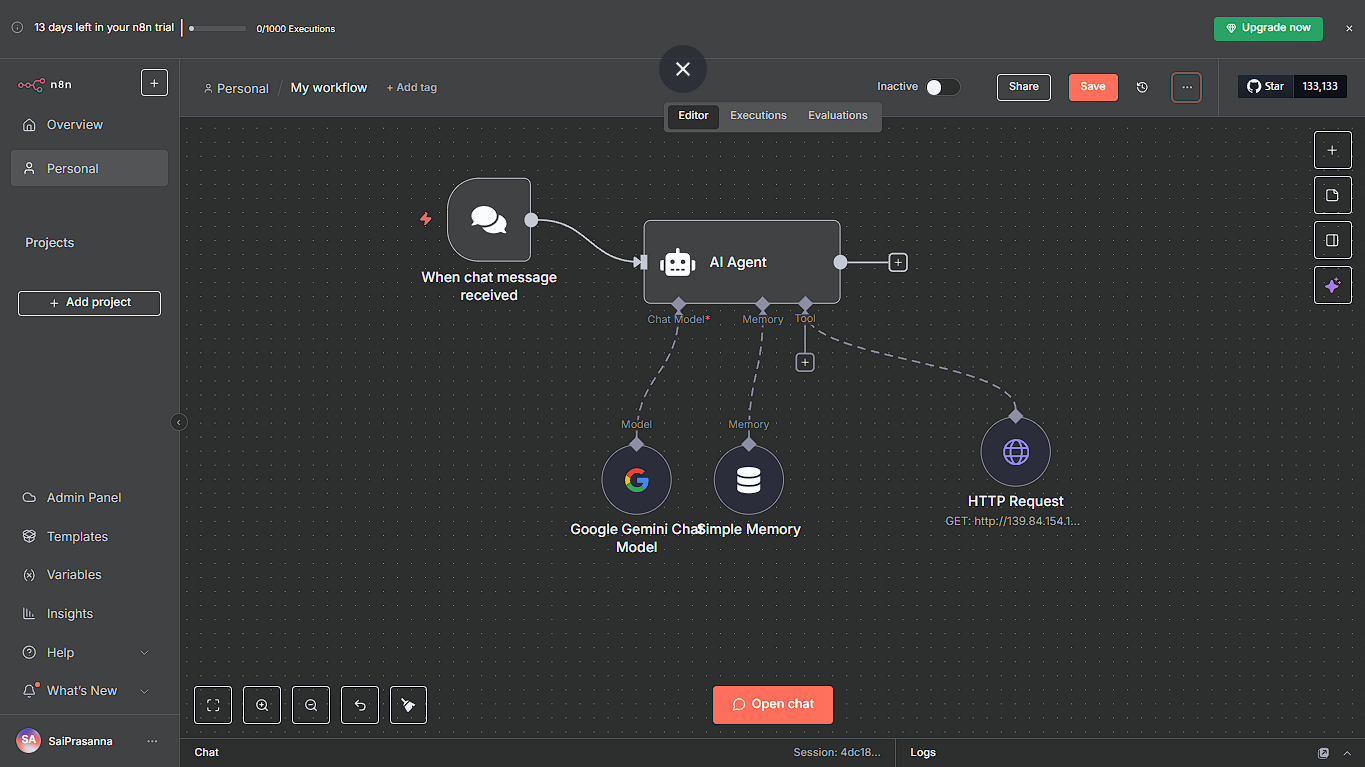 13 days left in your n8n trial
0/1000 Executions
Upgrade now
n8n
Personal / My workflow
+ Add tag
Inactive
Share
Save
Star
133,133
Editor
Executions
Evaluations
Overview
Personal
Projects
+ Add project
Admin Panel
Templates
Variables
Insights
Help
What's New
SA
SaiPrasanna
When chat message
received
AI Agent
Chat Model*
Memory
Tool
Model
Memory
Google Gemini Chat
Model
Simple Memory
HTTP Request
GET: http://139.84.154.1...
Open chat
Chat
Session: 4dc18...
Logs